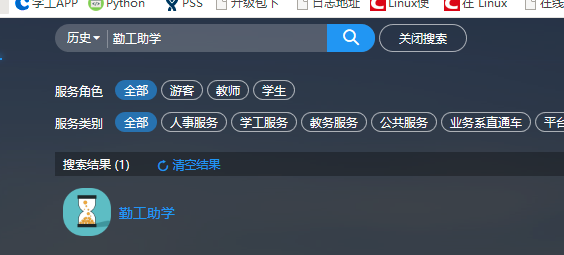 学工APP Python PSS 升级包下 日志地址 Linux便 在 Linux 在线
历史 勤工助学 关闭搜索
服务角色 全部 游客 教师 学生
服务类别 全部 人事服务 学工服务 教务服务 公共服务 业务系直通车 平台
搜索结果 (1) 清空结果
勤工助学